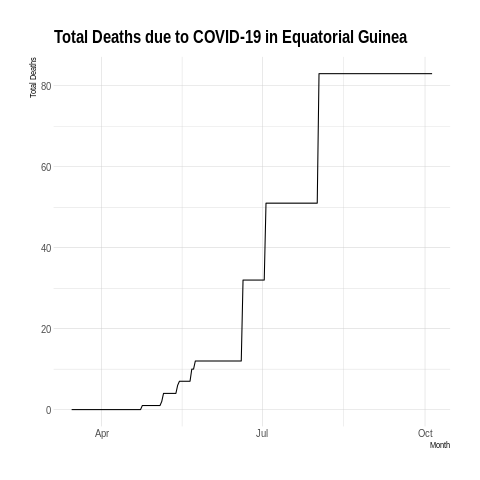 Total Deaths due to COVID-19 in Equatorial Guinea
Total Deaths
80
60
40
20
0
Apr Jul Oct
Month